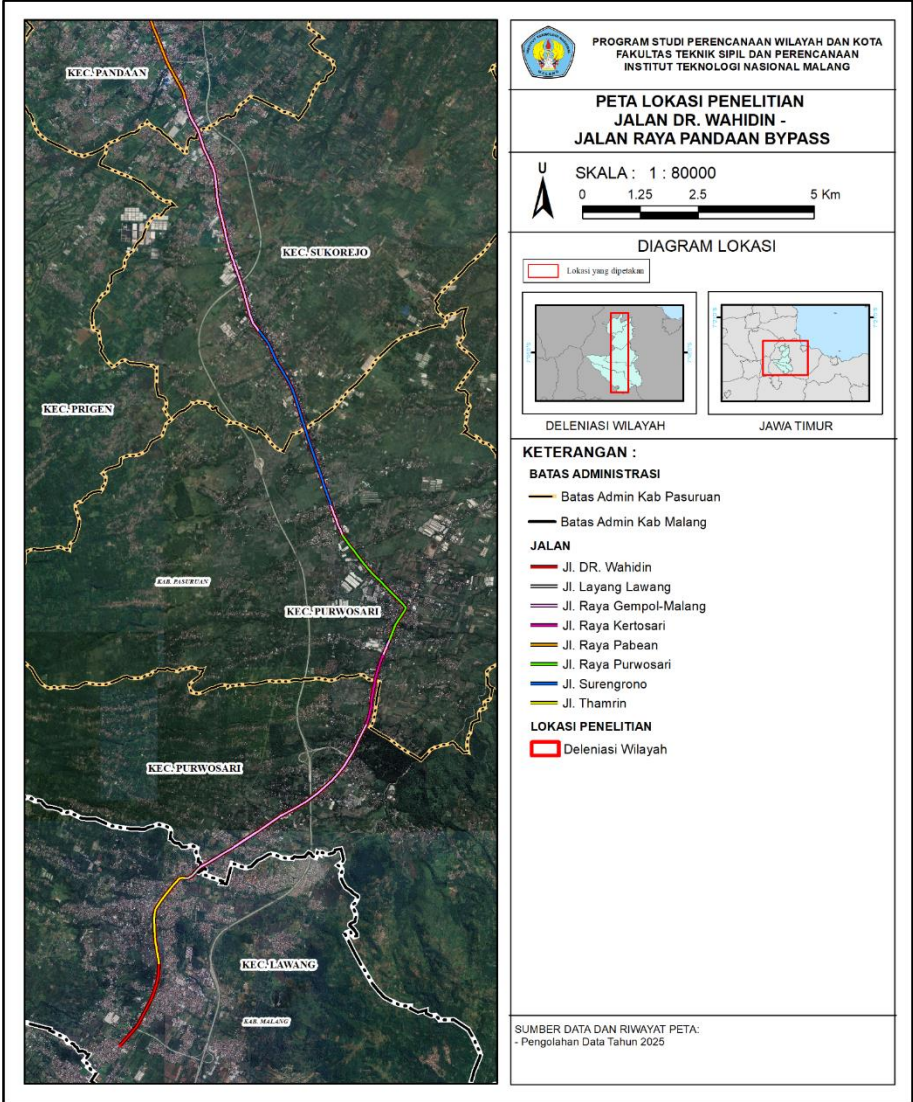 KEC. PANDAAN
KEC. SUKOREJO
KEC. PRIGEN
KAB. PASURUAN
KEC. PURWOSARI
KEC. PURWOSARI
KEC. LAWANG
KAB. MALANG
PROGRAM STUDI PERENCANAAN WILAYAH DAN KOTA
FAKULTAS TEKNIK SIPIL DAN PERENCANAAN
INSTITUT TEKNOLOGI NASIONAL MALANG
PETA LOKASI PENELITIAN
JALAN DR. WAHIDIN -
JALAN RAYA PANDAAN BYPASS
U
SKALA : 1 : 80000
0 1.25 2.5 5 Km
DIAGRAM LOKASI
Lokasi yang dipetakan
DELENIASI WILAYAH
JAWA TIMUR
KETERANGAN :
BATAS ADMINISTRASI
Batas Admin Kab Pasuruan
Batas Admin Kab Malang
JALAN
Jl. DR. Wahidin
Jl. Layang Lawang
Jl. Raya Gempol-Malang
Jl. Raya Kertosari
Jl. Raya Pabean
Jl. Raya Purwosari
Jl. Surengrono
Jl. Thamrin
LOKASI PENELITIAN
Deleniasi Wilayah
SUMBER DATA DAN RIWAYAT PETA:
- Pengolahan Data Tahun 2025